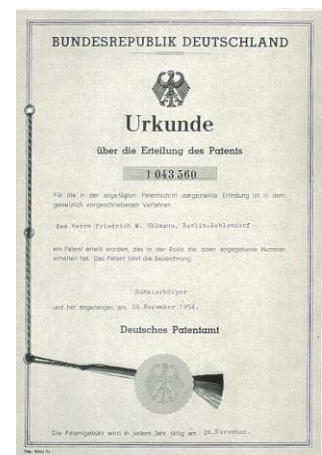 BUNDESREPUBLIK DEUTSCHLAND
Urkunde
über die Erteilung des Patents
1 043 560
Für die in der angefügten Patentschrift dargestellte Erfindung ist in dem
gesetzlich vorgeschriebenen Verfahren
dem Herrn Friedrich W. Uhlmann, Berlin-Zehlendorf
ein Patent erteilt worden, das in der Rolle die oben angegebene Nummer
erhalten hat. Das Patent führt die Bezeichnung
Schmierkörper
und hat angefangen am 28. November 1954.
Deutsches Patentamt
Die Patentgebühr wird in jedem Jahr fällig am 28. November.